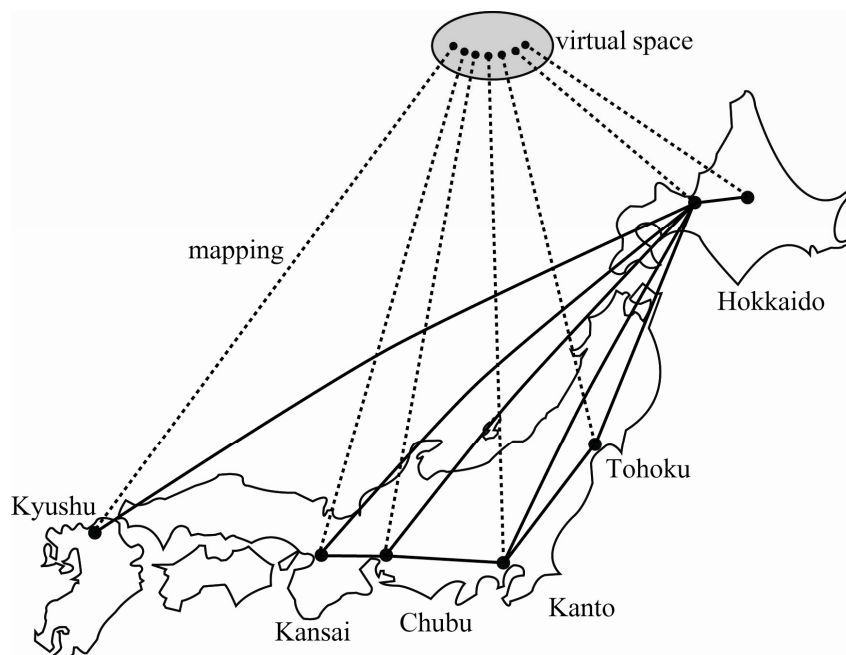 virtual space
mapping
Hokkaido
Tohoku
Kyushu
Kansai
Chubu
Kanto